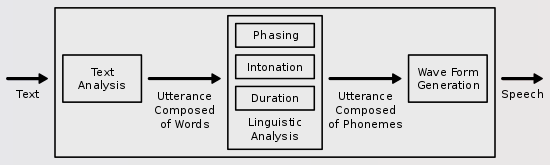 Text
Text
Analysis
Utterance
Composed
of Words
Phasing
Intonation
Duration
Linguistic
Analysis
Utterance
Composed
of Phonemes
Wave Form
Generation
Speech